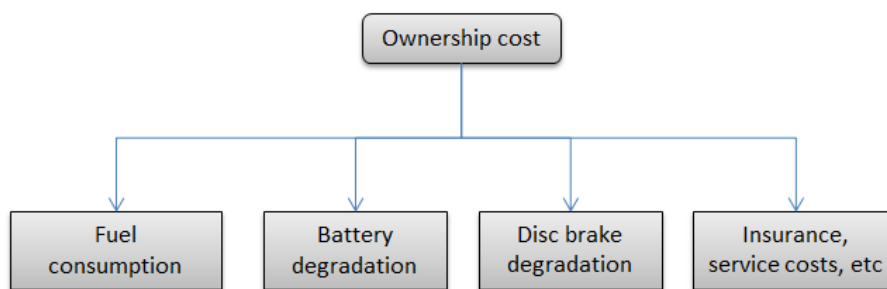 Ownership cost
Fuel
consumption
Battery
degradation
Disc brake
degradation
Insurance,
service costs, etc